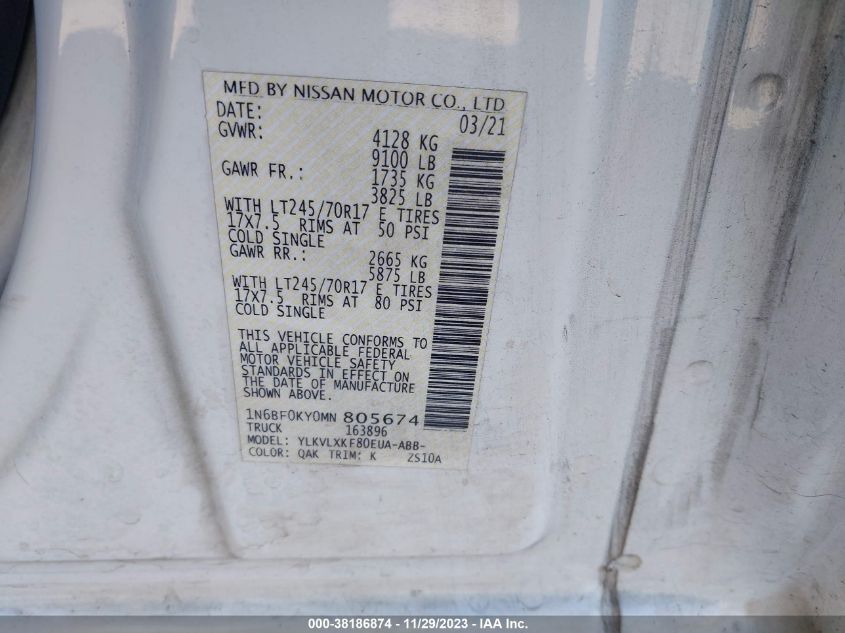 MFD BY NISSAN MOTOR CO., LTD
DATE: 03/21
GVWR: 4128 KG
9100 LB
GAWR FR.: 1735 KG
3825 LB
WITH LT245/70R17 E TIRES
17X7.5 RIMS AT 50 PSI
COLD SINGLE
GAWR RR.: 2665 KG
5875 LB
WITH LT245/70R17 E TIRES
17X7.5 RIMS AT 80 PSI
COLD SINGLE
THIS VEHICLE CONFORMS TO
ALL APPLICABLE FEDERAL
MOTOR VEHICLE SAFETY
STANDARDS IN EFFECT ON
THE DATE OF MANUFACTURE
SHOWN ABOVE.
1N6BF0KY0MN 805674
TRUCK 163896
MODEL: YLKVLXKF80EUA-ABB-
COLOR: QAK TRIM: K ZS10A
000-38186874 - 11/29/2023 - IAA Inc.